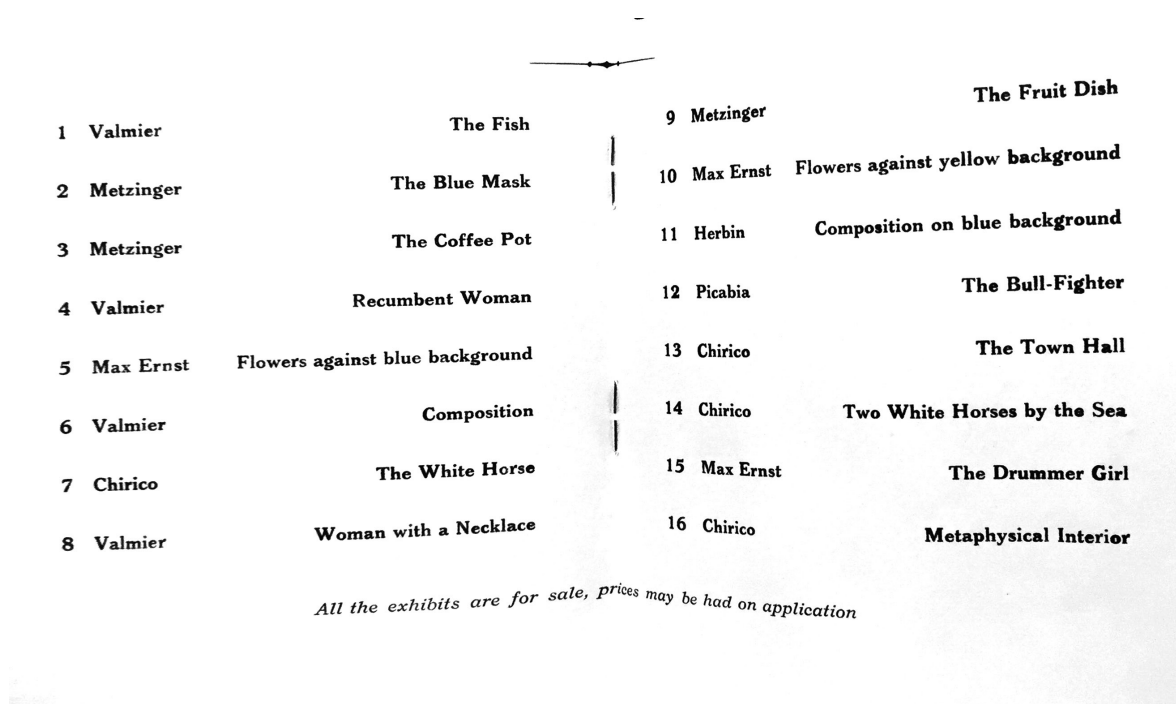 1 Valmier The Fish
2 Metzinger The Blue Mask
3 Metzinger The Coffee Pot
4 Valmier Recumbent Woman
5 Max Ernst Flowers against blue background
6 Valmier Composition
7 Chirico The White Horse
8 Valmier Woman with a Necklace
9 Metzinger The Fruit Dish
10 Max Ernst Flowers against yellow background
11 Herbin Composition on blue background
12 Picabia The Bull-Fighter
13 Chirico The Town Hall
14 Chirico Two White Horses by the Sea
15 Max Ernst The Drummer Girl
16 Chirico Metaphysical Interior
All the exhibits are for sale, prices may be had on application